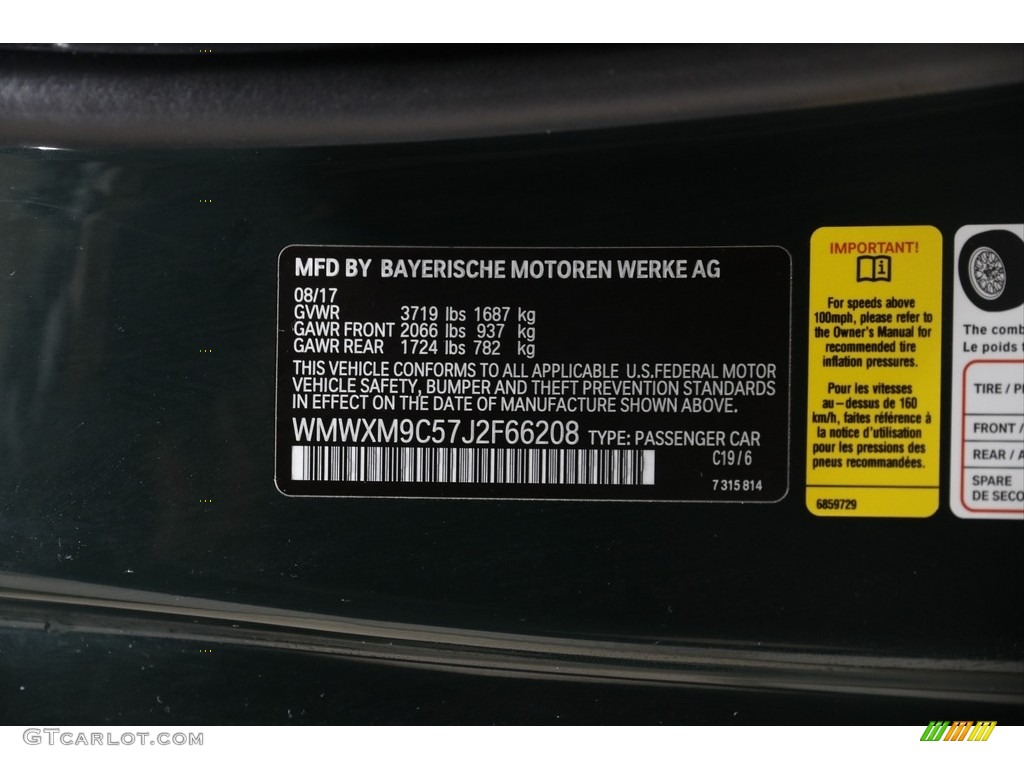 MFD BY BAYERISCHE MOTOREN WERKE AG
08/17
GVWR 3719 lbs 1687 kg
GAWR FRONT 2066 lbs 937 kg
GAWR REAR 1724 lbs 782 kg
THIS VEHICLE CONFORMS TO ALL APPLICABLE U.S.FEDERAL MOTOR
VEHICLE SAFETY, BUMPER AND THEFT PREVENTION STANDARDS
IN EFFECT ON THE DATE OF MANUFACTURE SHOWN ABOVE.
WMWXM9C57J2F66208 TYPE: PASSENGER CAR
C19/6
7 315 814
IMPORTANT!
For speeds above
100mph, please refer to
the Owner's Manual for
recommended tire
inflation pressures.
Pour les vitesses
au-dessus de 160
km/h, faites référence à
la notice d'utilisation
pour les pressions des
pneus recommandées.
6859729
The comb
Le poids t
TIRE / P
FRONT /
REAR / A
SPARE
DE SECO
GTcarlot.com